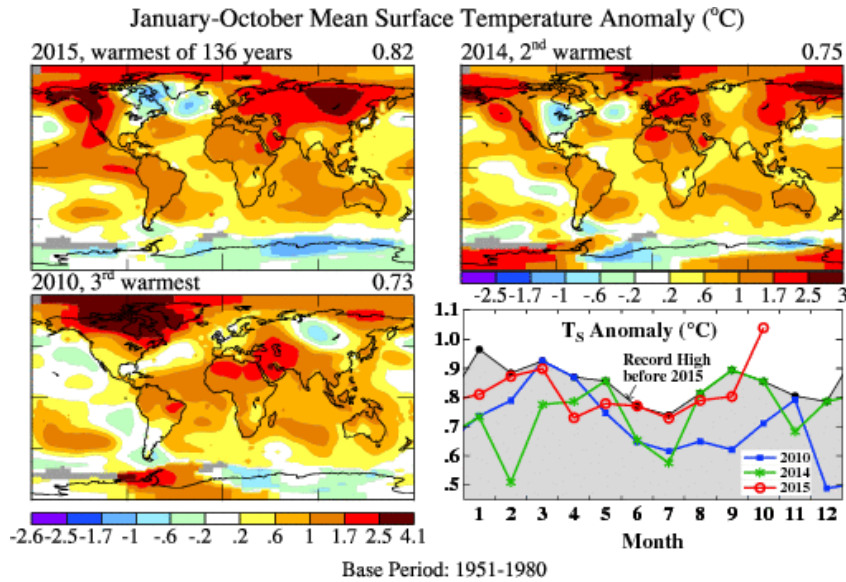 January-October Mean Surface Temperature Anomaly (°C)
2015, warmest of 136 years 0.82
2014, 2nd warmest 0.75
2010, 3rd warmest 0.73
-2.5 -1.7 -1 -.6 -.2 .2 .6 1 1.7 2.5 3
1.1
1.0
.9
.8
.7
.6
.5
TS Anomaly (°C)
Record High
before 2015
2010
2014
2015
1 2 3 4 5 6 7 8 9 10 11 12
Month
-2.6 -2.5 -1.7 -1 -.6 -.2 .2 .6 1 1.7 2.5 4.1
Base Period: 1951-1980